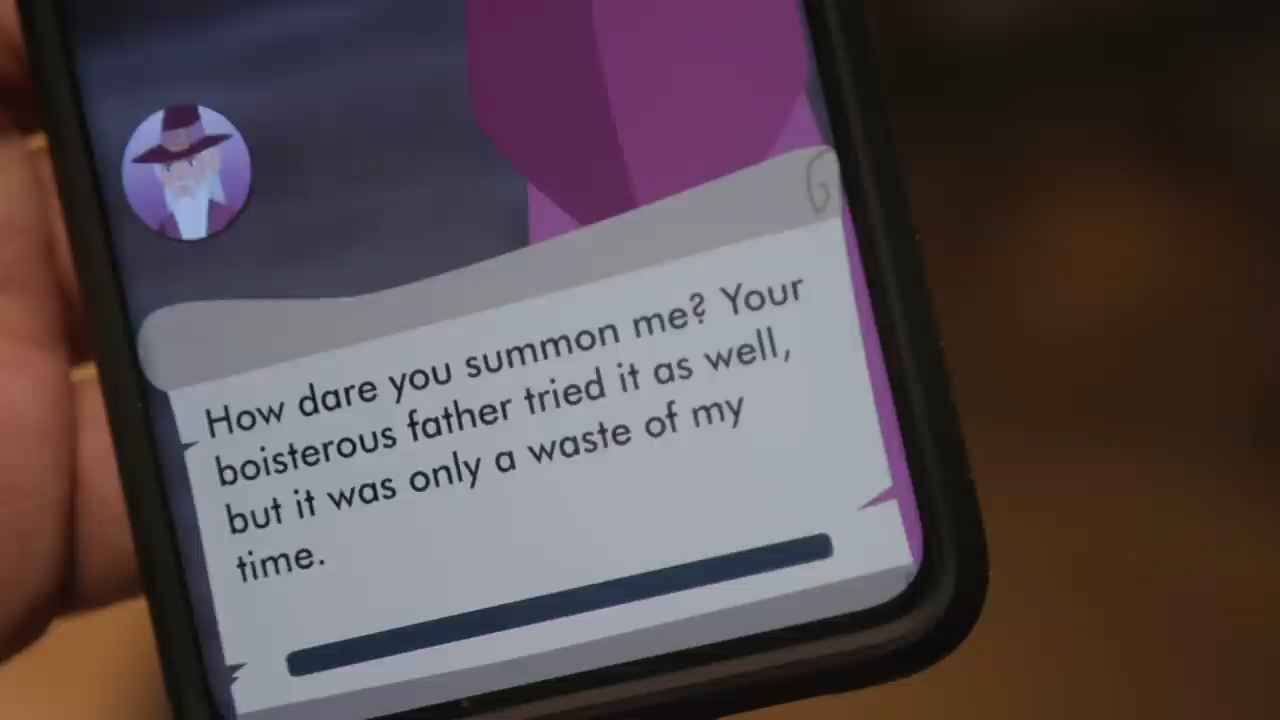 How dare you summon me? Your
boisterous father tried it as well,
but it was only a waste of my
time.